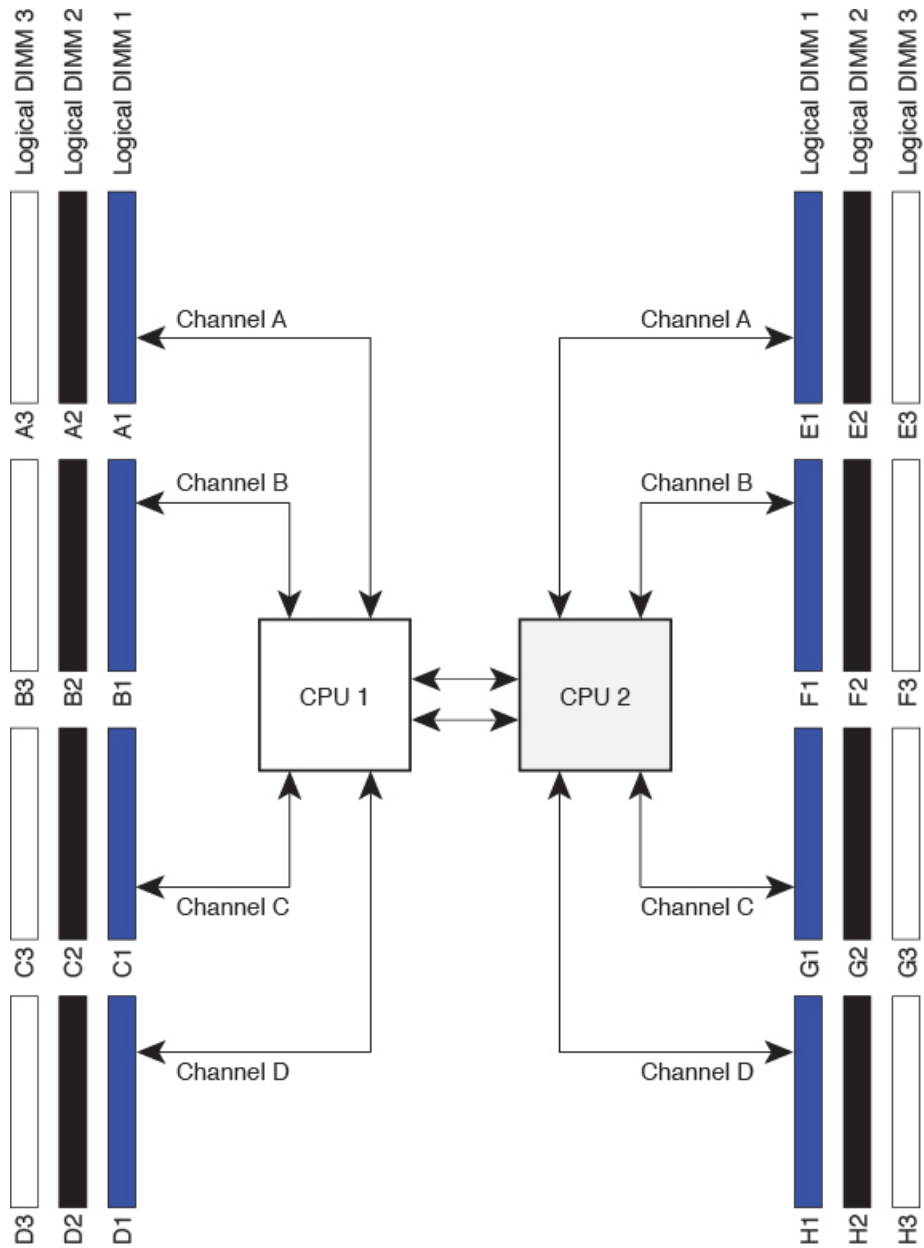 Logical DIMM 3
Logical DIMM 2
Logical DIMM 1
Logical DIMM 1
Logical DIMM 2
Logical DIMM 3
Channel A
Channel A
A3
A2
A1
E1
E2
E3
Channel B
Channel B
B3
B2
B1
F1
F2
F3
CPU 1
CPU 2
Channel C
Channel C
C3
C2
C1
G1
G2
G3
Channel D
Channel D
D3
D2
D1
H1
H2
H3